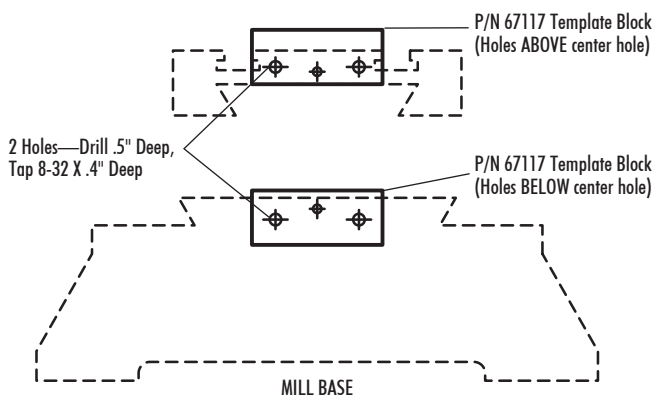 P/N 67117 Template Block
(Holes ABOVE center hole)
2 Holes—Drill .5" Deep,
Tap 8-32 X .4" Deep
P/N 67117 Template Block
(Holes BELOW center hole)
MILL BASE